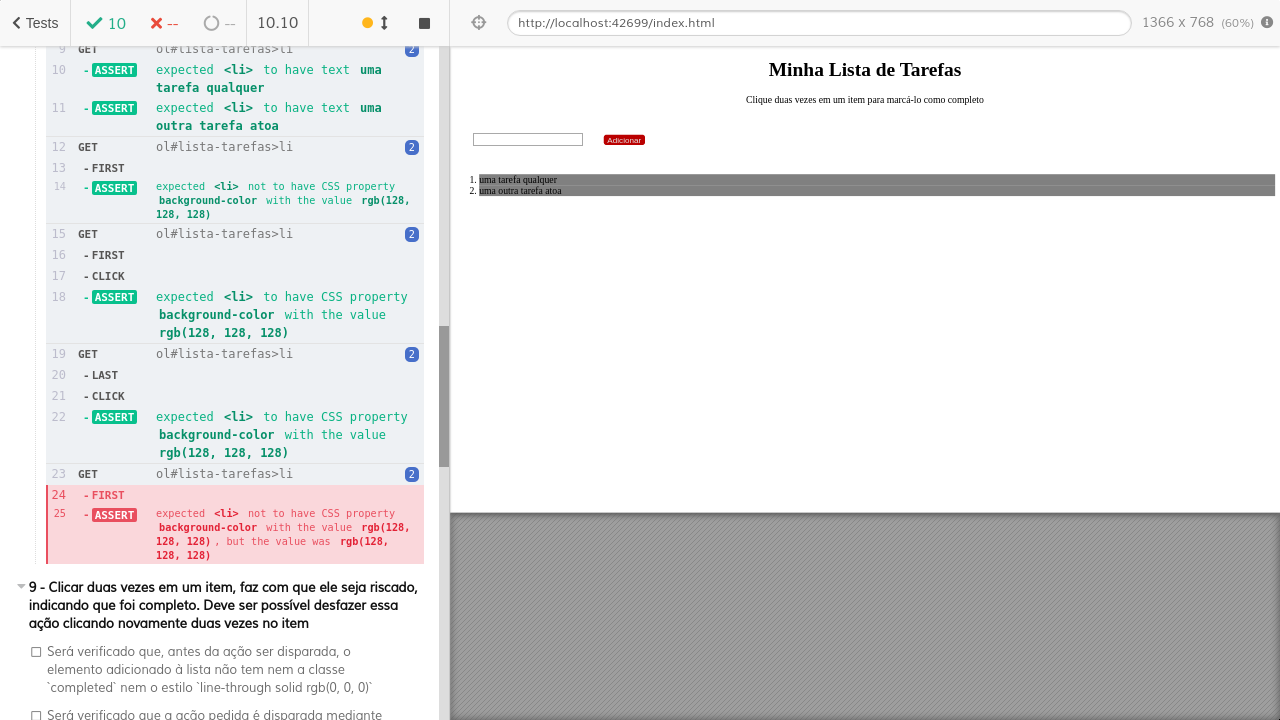 Tests
10
--
--
10.10
http://localhost:42699/index.html
1366 x 768 (60%)
9 GET ol#lista-tarefas>li 2
10 -ASSERT expected <li> to have text uma
tarefa qualquer
11 -ASSERT expected <li> to have text uma
outra tarefa atoa
12 GET ol#lista-tarefas>li 2
13 -FIRST
14 -ASSERT expected <li> not to have CSS property
background-color with the value rgb(128,
128, 128)
15 GET ol#lista-tarefas>li 2
16 -FIRST
17 -CLICK
18 -ASSERT expected <li> to have CSS property
background-color with the value
rgb(128, 128, 128)
19 GET ol#lista-tarefas>li 2
20 -LAST
21 -CLICK
22 -ASSERT expected <li> to have CSS property
background-color with the value
rgb(128, 128, 128)
23 GET ol#lista-tarefas>li 2
24 -FIRST
25 -ASSERT expected <li> not to have CSS property
background-color with the value rgb(128,
128, 128), but the value was rgb(128,
128, 128)
9 - Clicar duas vezes em um item, faz com que ele seja riscado,
indicando que foi completo. Deve ser possível desfazer essa
ação clicando novamente duas vezes no item
Será verificado que, antes da ação ser disparada, o
elemento adicionado à lista não tem nem a classe
`completed` nem o estilo `line-through solid rgb(0, 0, 0)`
Será verificado que a ação pedida é disparada mediante
Minha Lista de Tarefas
Clique duas vezes em um item para marcá-lo como completo
Adicionar
1. uma tarefa qualquer
2. uma outra tarefa atoa